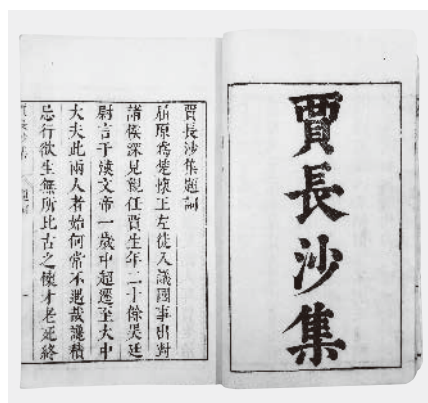 賈長沙集
賈長沙集題詞
屈原爲楚懷王左徒入議國事出對
諸侯深見親任賈生年二十餘吳廷
尉言于漢文帝一歲中超遷至太中
大夫此兩人者始何常不遇哉讒積
忌行欲生無所比古之懷才老死終